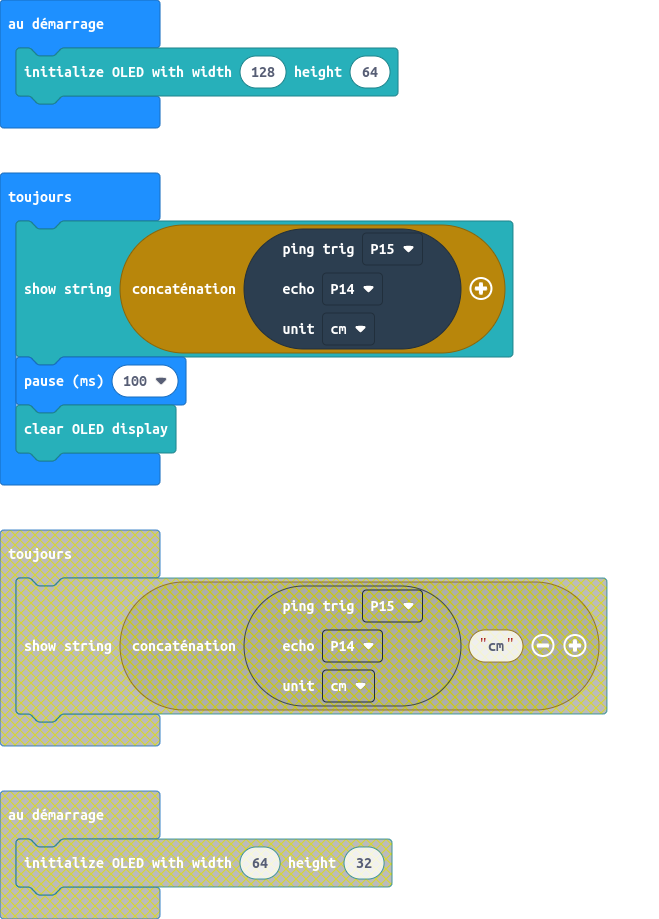 au démarrage
initialize OLED with width 128 height 64
toujours
ping trig P15
show string concaténation echo P14
unit cm
pause (ms) 100
clear OLED display
toujours
ping trig P15
show string concaténation echo P14 "cm"
unit cm
au démarrage
initialize OLED with width 64 height 32